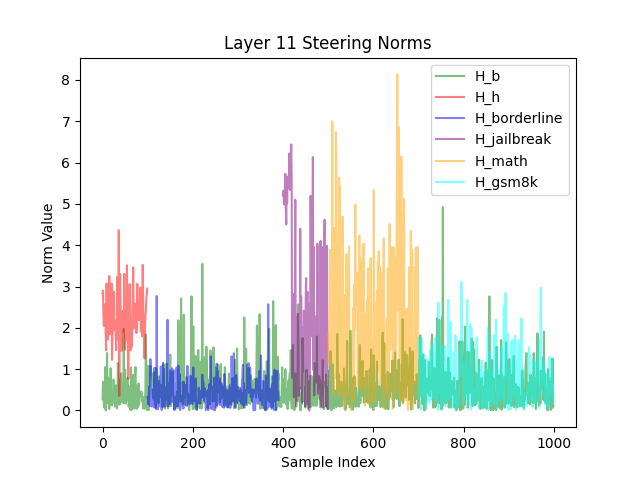 Layer 11 Steering Norms
H_b
H_h
H_borderline
H_jailbreak
H_math
H_gsm8k
Norm Value
8
7
6
5
4
3
2
1
0
0 200 400 600 800 1000
Sample Index